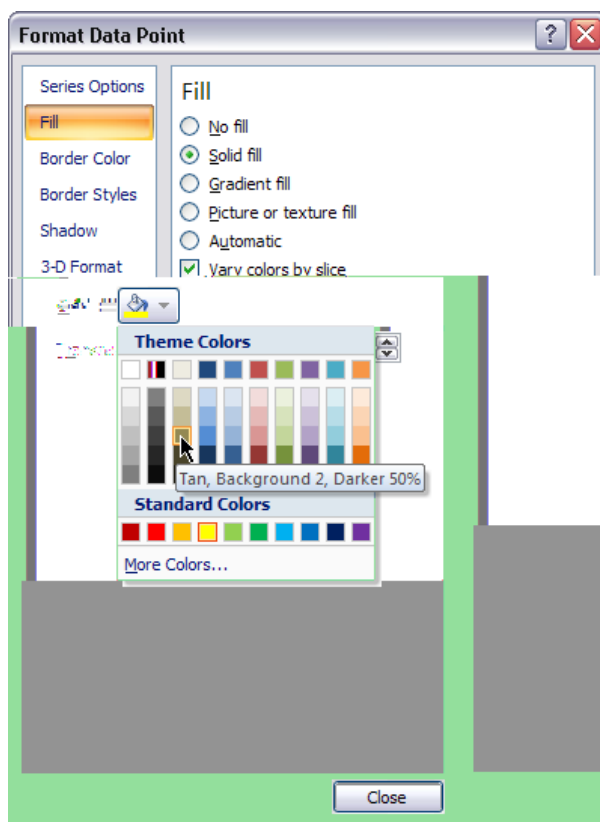 Format Data Point
Series Options
Fill
Border Color
Border Styles
Shadow
3-D Format
Fill
No fill
Solid fill
Gradient fill
Picture or texture fill
Automatic
Vary colors by slice
Theme Colors
Tan, Background 2, Darker 50%
Standard Colors
More Colors...
Close